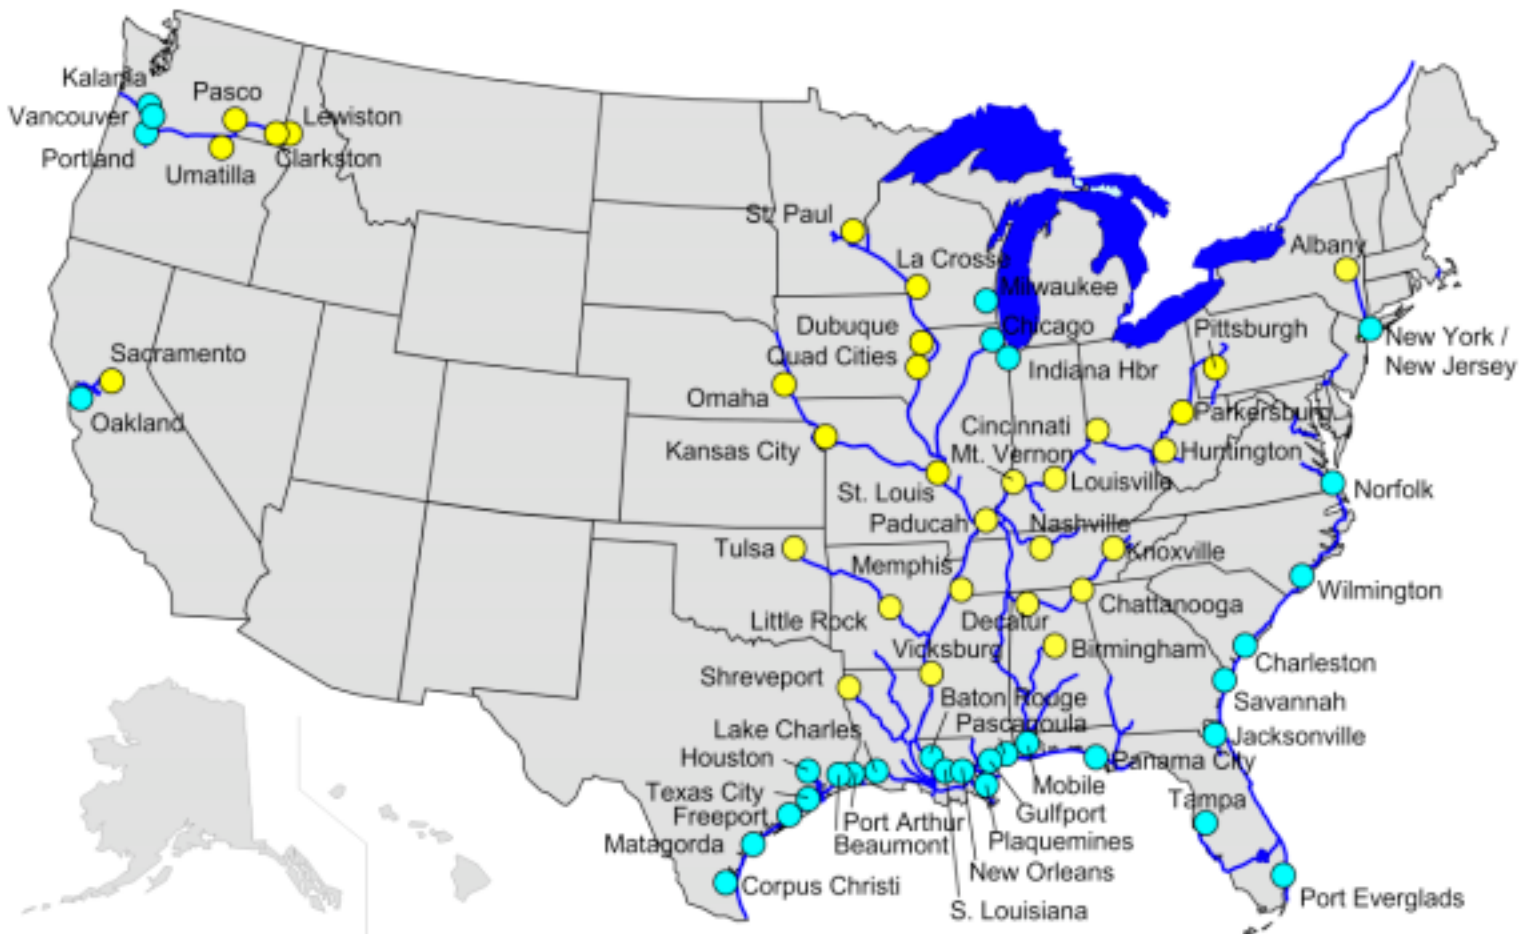 Kalama
Vancouver
Portland
Pasco
Umatilla
Lewiston
Clarkston
Sacramento
Oakland
St. Paul
La Crosse
Milwaukee
Dubuque
Chicago
Quad Cities
Indiana Hbr
Omaha
Kansas City
St. Louis
Albany
New York /
New Jersey
Pittsburgh
Parkersburg
Cincinnati
Huntington
Mt. Vernon
Louisville
Norfolk
Paducah
Nashville
Tulsa
Memphis
Knoxville
Wilmington
Little Rock
Decatur
Chattanooga
Vicksburg
Birmingham
Charleston
Shreveport
Savannah
Baton Rouge
Lake Charles
Pascagoula
Jacksonville
Houston
Panama City
Texas City
Mobile
Tampa
Freeport
Port Arthur
Gulfport
Matagorda
Beaumont
Plaquemines
New Orleans
Corpus Christi
S. Louisiana
Port Everglads